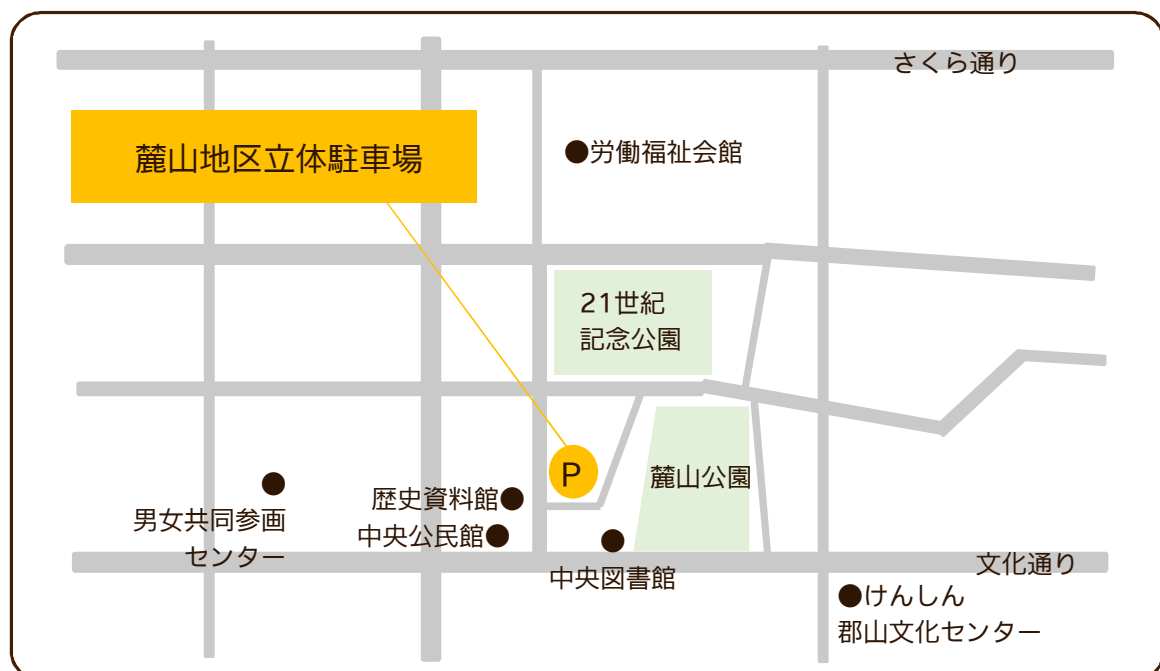 さくら通り
麓山地区立体駐車場
●労働福祉会館
21世紀
記念公園
P
麓山公園
歴史資料館●
男女共同参画
センター
中央公民館●
中央図書館
文化通り
●けんしん
郡山文化センター